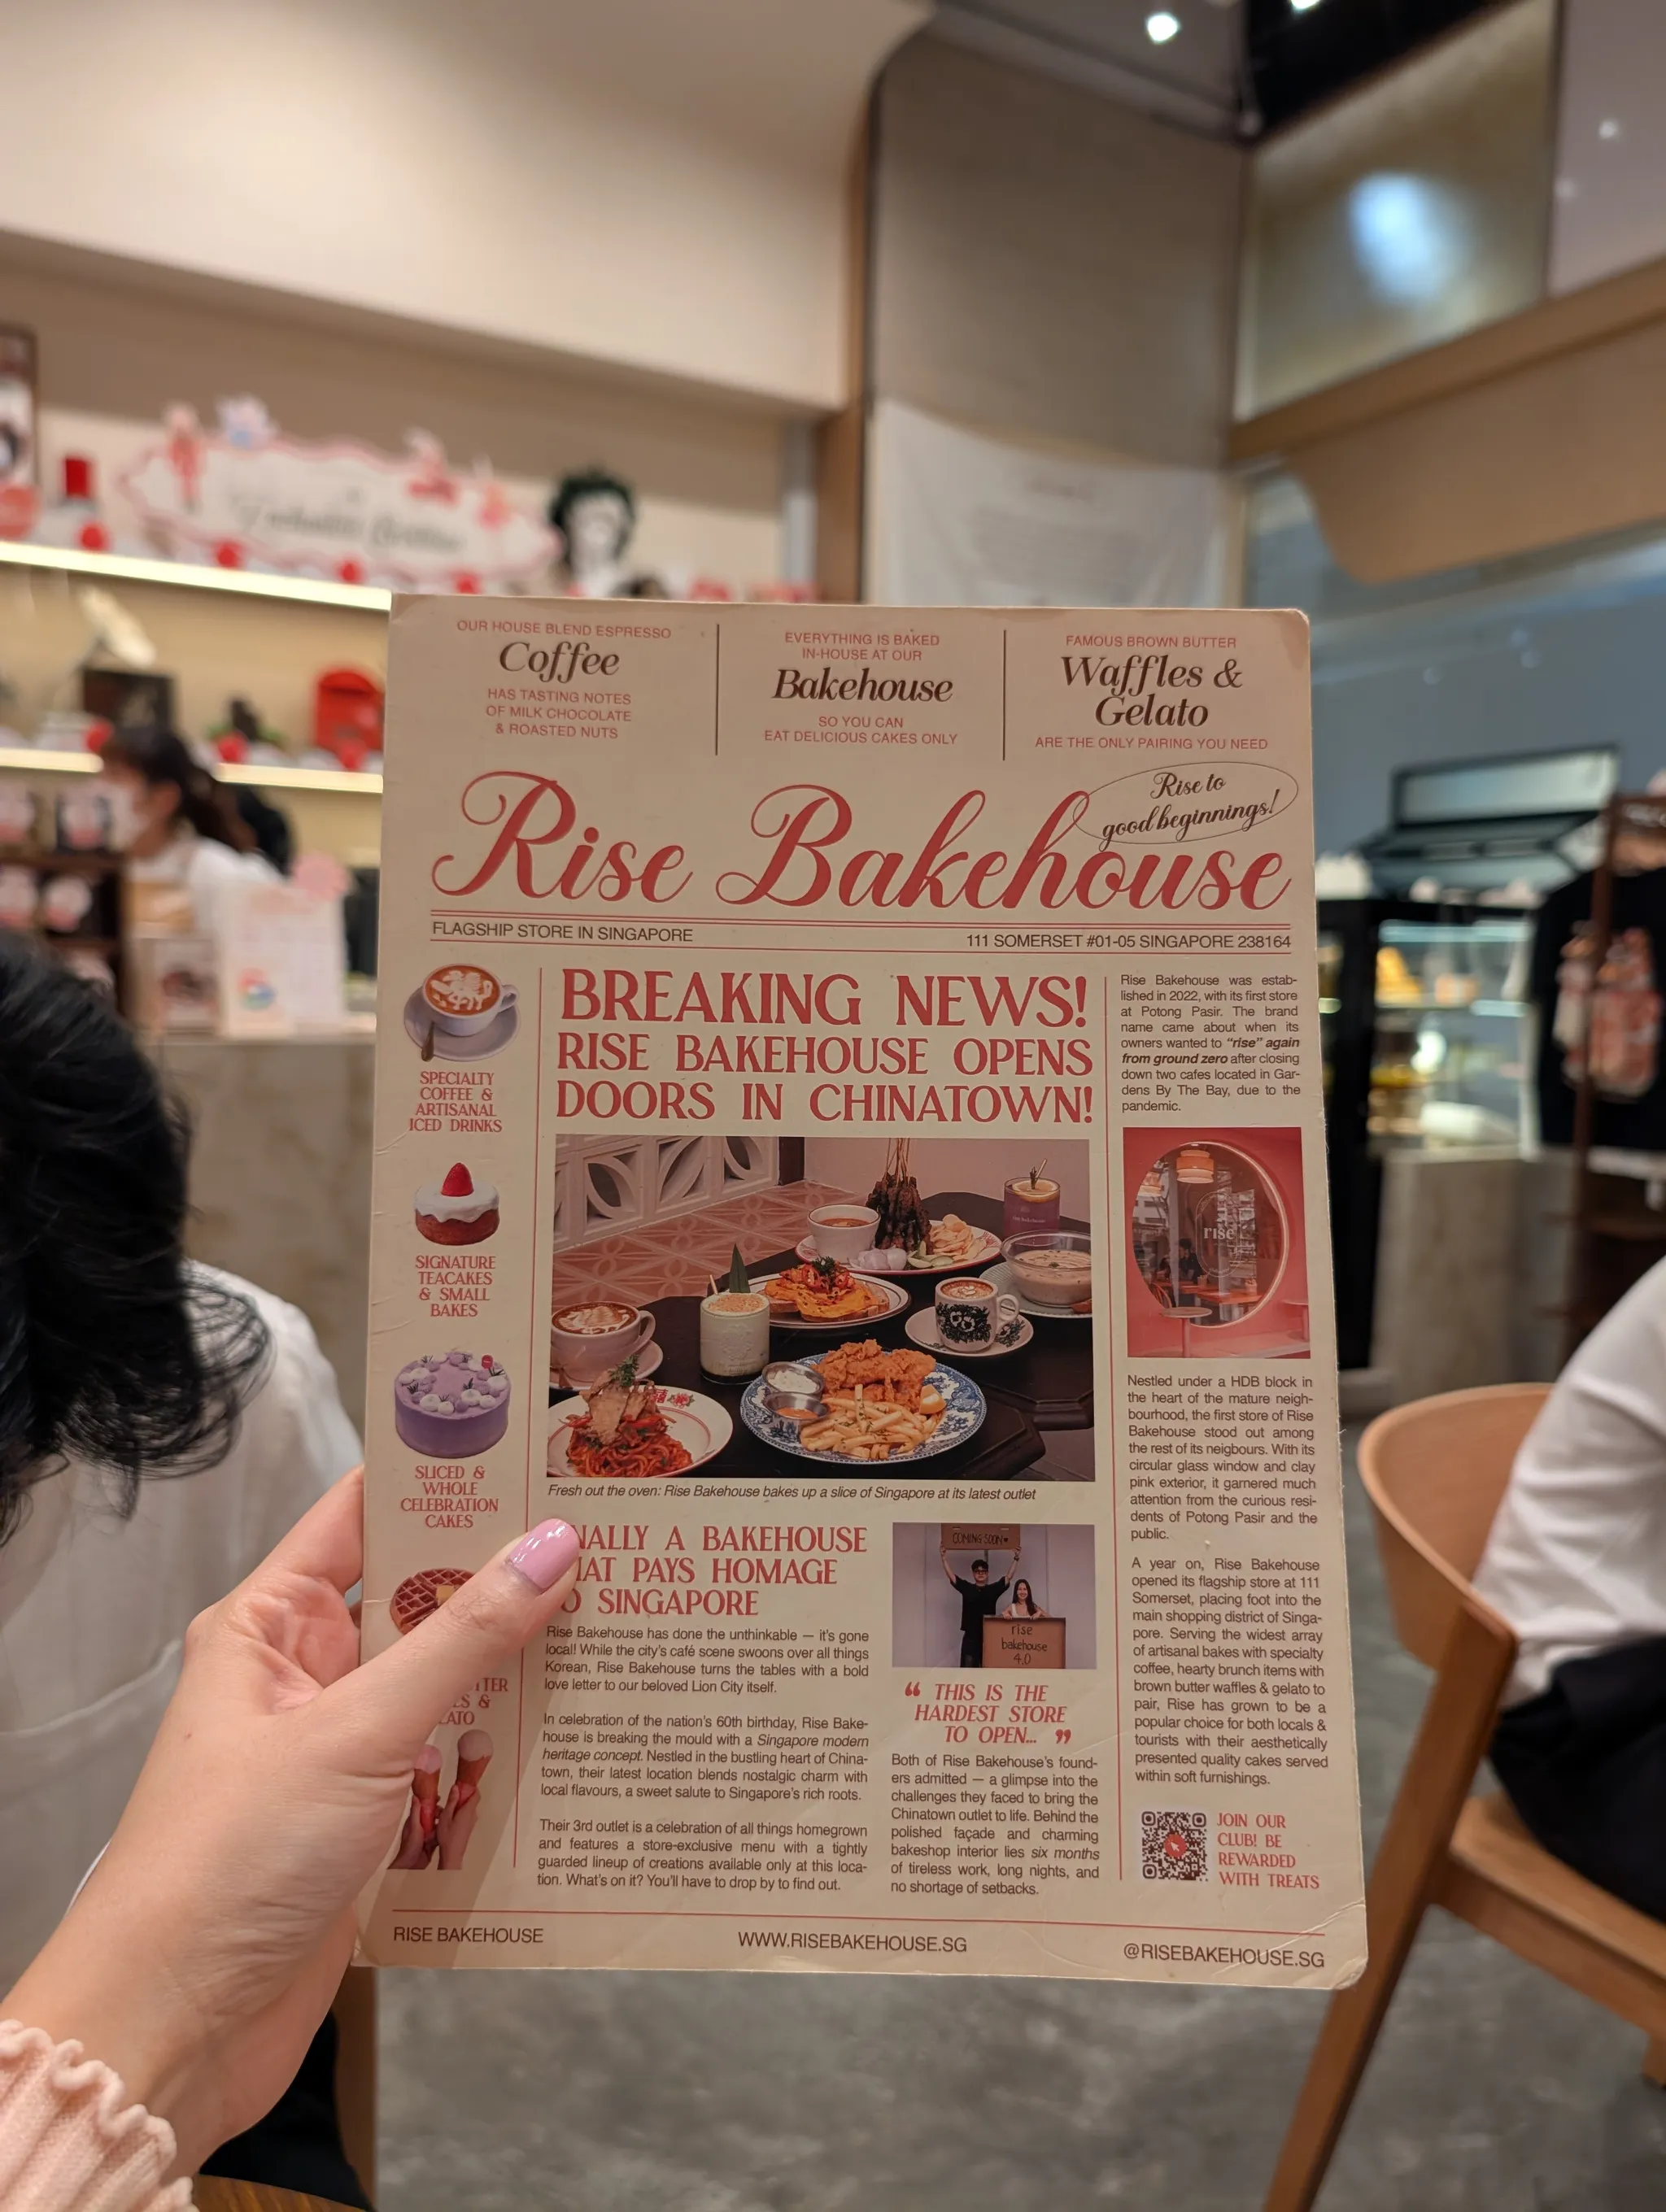 OUR HOUSE BLEND ESPRESSO
Coffee
HAS TASTING NOTES
OF MILK CHOCOLATE
& ROASTED NUTS
EVERYTHING IS BAKED
IN-HOUSE AT OUR
Bakehouse
SO YOU CAN
EAT DELICIOUS CAKES ONLY
FAMOUS BROWN BUTTER
Waffles &
Gelato
ARE THE ONLY PAIRING YOU NEED
Rise to
good beginnings!
Rise Bakehouse
FLAGSHIP STORE IN SINGAPORE
111 SOMERSET #01-05 SINGAPORE 238164
SPECIALTY
COFFEE &
ARTISANAL
ICED DRINKS
SIGNATURE
TEACAKES
& SMALL
BAKES
SLICED &
WHOLE
CELEBRATION
CAKES
TTER
ES &
LATO
BREAKING NEWS!
RISE BAKEHOUSE OPENS
DOORS IN CHINATOWN!
Fresh out the oven: Rise Bakehouse bakes up a slice of Singapore at its latest outlet
NALLY A BAKEHOUSE
HAT PAYS HOMAGE
O SINGAPORE
Rise Bakehouse has done the unthinkable — it's gone
local! While the city's café scene swoons over all things
Korean, Rise Bakehouse turns the tables with a bold
love letter to our beloved Lion City itself.
In celebration of the nation's 60th birthday, Rise Bake-
house is breaking the mould with a Singapore modern
heritage concept. Nestled in the bustling heart of China-
town, their latest location blends nostalgic charm with
local flavours, a sweet salute to Singapore's rich roots.
Their 3rd outlet is a celebration of all things homegrown
and features a store-exclusive menu with a tightly
guarded lineup of creations available only at this loca-
tion. What's on it? You'll have to drop by to find out.
COMING SOON
rise
bakehouse
4.0
“ THIS IS THE
HARDEST STORE
TO OPEN... ”
Both of Rise Bakehouse's found-
ers admitted — a glimpse into the
challenges they faced to bring the
Chinatown outlet to life. Behind the
polished façade and charming
bakeshop interior lies six months
of tireless work, long nights, and
no shortage of setbacks.
Rise Bakehouse was estab-
lished in 2022, with its first store
at Potong Pasir. The brand
name came about when its
owners wanted to “rise” again
from ground zero after closing
down two cafes located in Gar-
dens By The Bay, due to the
pandemic.
rise
Nestled under a HDB block in
the heart of the mature neigh-
bourhood, the first store of Rise
Bakehouse stood out among
the rest of its neigbours. With its
circular glass window and clay
pink exterior, it garnered much
attention from the curious resi-
dents of Potong Pasir and the
public.
A year on, Rise Bakehouse
opened its flagship store at 111
Somerset, placing foot into the
main shopping district of Singa-
pore. Serving the widest array
of artisanal bakes with specialty
coffee, hearty brunch items with
brown butter waffles & gelato to
pair, Rise has grown to be a
popular choice for both locals &
tourists with their aesthetically
presented quality cakes served
within soft furnishings.
JOIN OUR
CLUB! BE
REWARDED
WITH TREATS
RISE BAKEHOUSE
WWW.RISEBAKEHOUSE.SG
@RISEBAKEHOUSE.SG